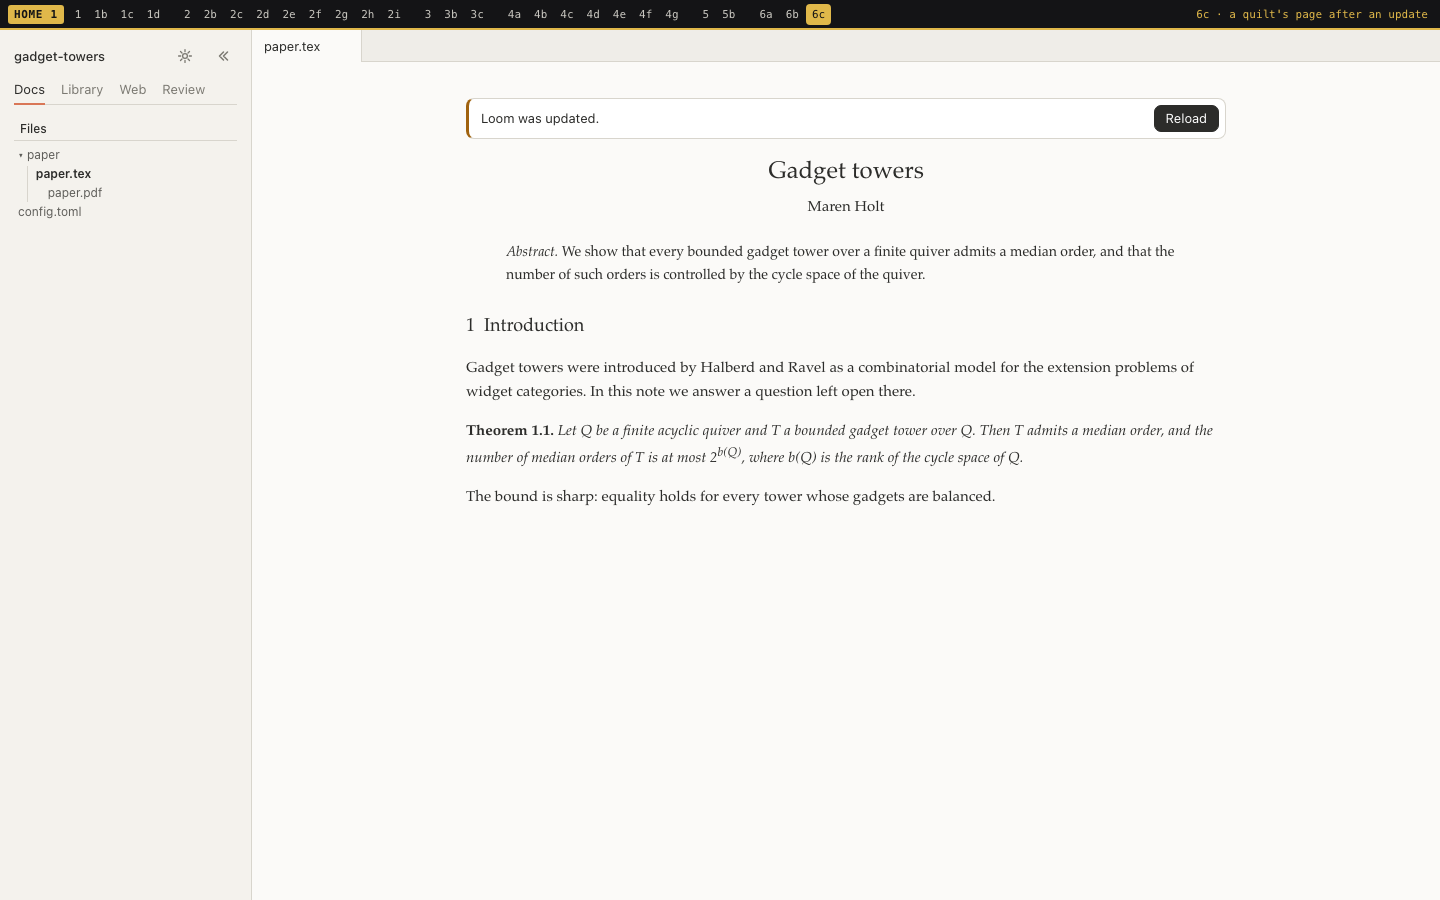 HOME 1 1 1b 1c 1d 2 2b 2c 2d 2e 2f 2g 2h 2i 3 3b 3c 4a 4b 4c 4d 4e 4f 4g 5 5b 6a 6b 6c 6c · a quilt's page after an update
gadget-towers
Docs Library Web Review
Files
▾ paper
paper.tex
paper.pdf
config.toml
paper.tex
Loom was updated. Reload
Gadget towers
Maren Holt
Abstract. We show that every bounded gadget tower over a finite quiver admits a median order, and that the
number of such orders is controlled by the cycle space of the quiver.
1 Introduction
Gadget towers were introduced by Halberd and Ravel as a combinatorial model for the extension problems of
widget categories. In this note we answer a question left open there.
Theorem 1.1. Let Q be a finite acyclic quiver and T a bounded gadget tower over Q. Then T admits a median order, and the
number of median orders of T is at most 2^b(Q), where b(Q) is the rank of the cycle space of Q.
The bound is sharp: equality holds for every tower whose gadgets are balanced.